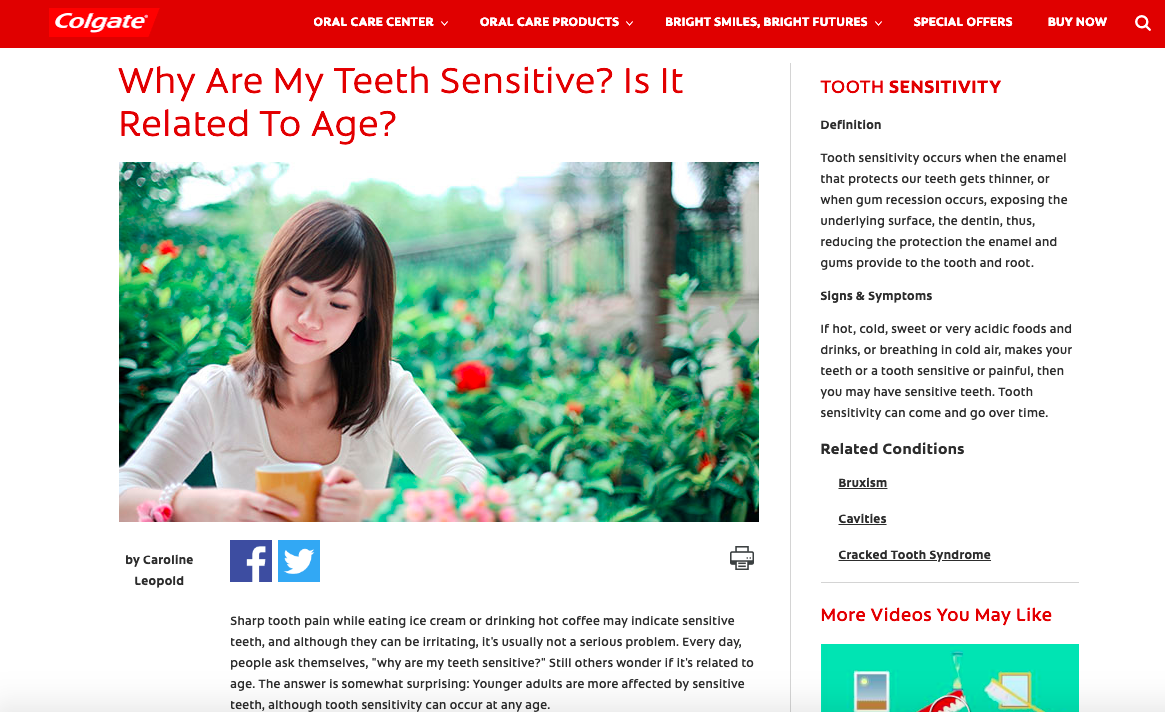 Colgate
ORAL CARE CENTER
ORAL CARE PRODUCTS
BRIGHT SMILES, BRIGHT FUTURES
SPECIAL OFFERS
BUY NOW
Why Are My Teeth Sensitive? Is It
Related To Age?
by Caroline
Leopold
Sharp tooth pain while eating ice cream or drinking hot coffee may indicate sensitive
teeth, and although they can be irritating, it's usually not a serious problem. Every day,
people ask themselves, "why are my teeth sensitive?" Still others wonder if it's related to
age. The answer is somewhat surprising: Younger adults are more affected by sensitive
teeth, although tooth sensitivity can occur at any age.
TOOTH SENSITIVITY
Definition
Tooth sensitivity occurs when the enamel
that protects our teeth gets thinner, or
when gum recession occurs, exposing the
underlying surface, the dentin, thus,
reducing the protection the enamel and
gums provide to the tooth and root.
Signs & Symptoms
If hot, cold, sweet or very acidic foods and
drinks, or breathing in cold air, makes your
teeth or a tooth sensitive or painful, then
you may have sensitive teeth. Tooth
sensitivity can come and go over time.
Related Conditions
Bruxism
Cavities
Cracked Tooth Syndrome
More Videos You May Like